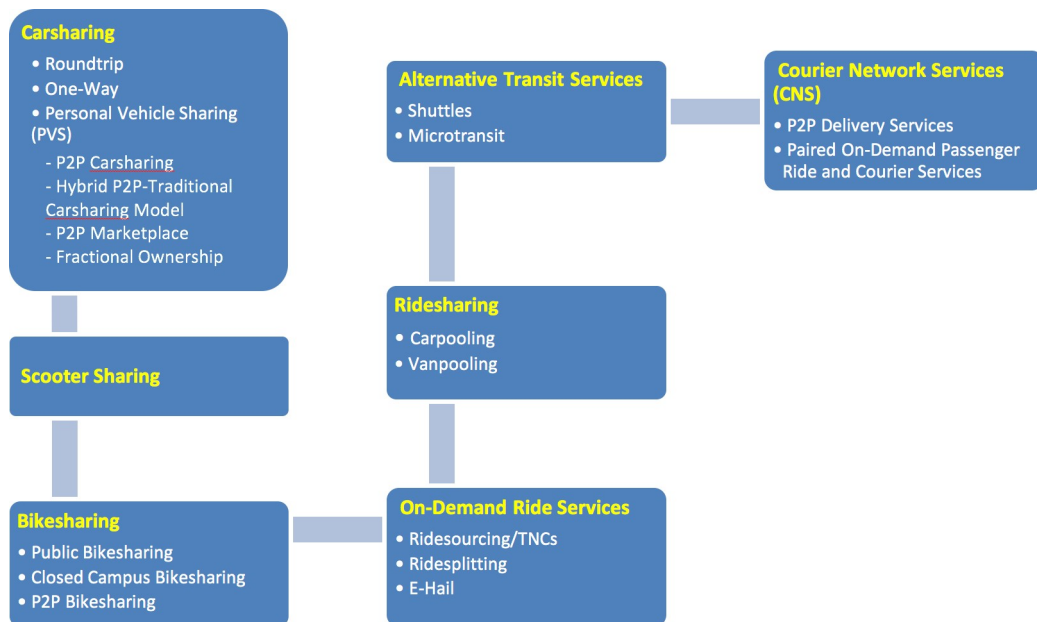 Carsharing
• Roundtrip
• One-Way
• Personal Vehicle Sharing
(PVS)
- P2P Carsharing
- Hybrid P2P-Traditional
Carsharing Model
- P2P Marketplace
- Fractional Ownership
Scooter Sharing
Bikesharing
• Public Bikesharing
• Closed Campus Bikesharing
• P2P Bikesharing
On-Demand Ride Services
• Ridesourcing/TNCs
• Ridesplitting
• E-Hail
Ridesharing
• Carpooling
• Vanpooling
Alternative Transit Services
• Shuttles
• Microtransit
Courier Network Services
(CNS)
• P2P Delivery Services
• Paired On-Demand Passenger
Ride and Courier Services